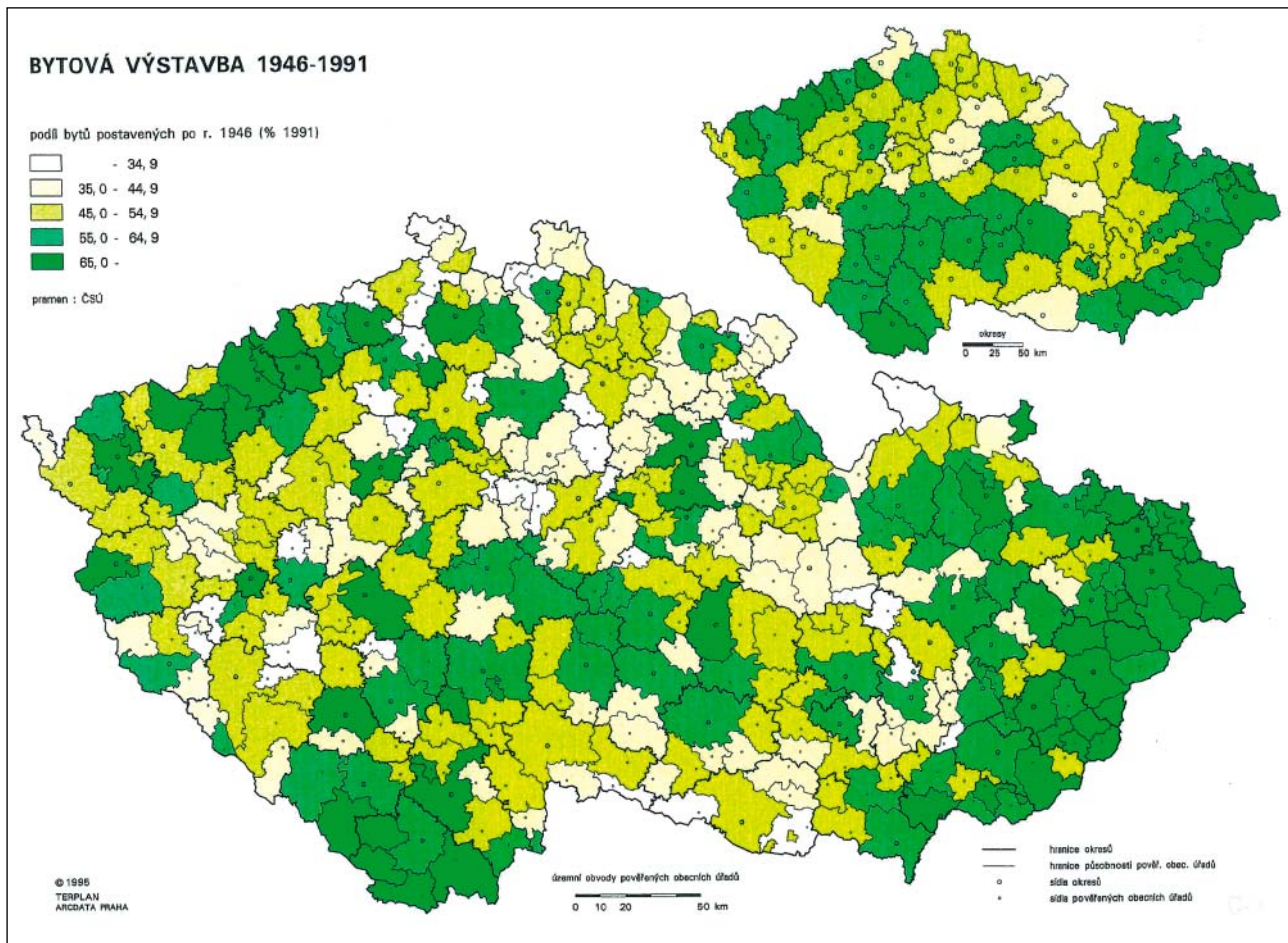 BYTOVÁ VÝSTAVBA 1946-1991
podíl bytů postavených po r. 1946 (% 1991)
- 34, 9
35, 0 - 44, 9
45, 0 - 54, 9
55, 0 - 64, 9
65, 0 -
pramen : ČSÚ
okresy
0 25 50 km
územní obvody pověřených obecních úřadů
0 10 20 50 km
hranice okresů
hranice působnosti pověř. obec. úřadů
sídla okresů
sídla pověřených obecních úřadů
© 1995
TERPLAN
ARCDATA PRAHA